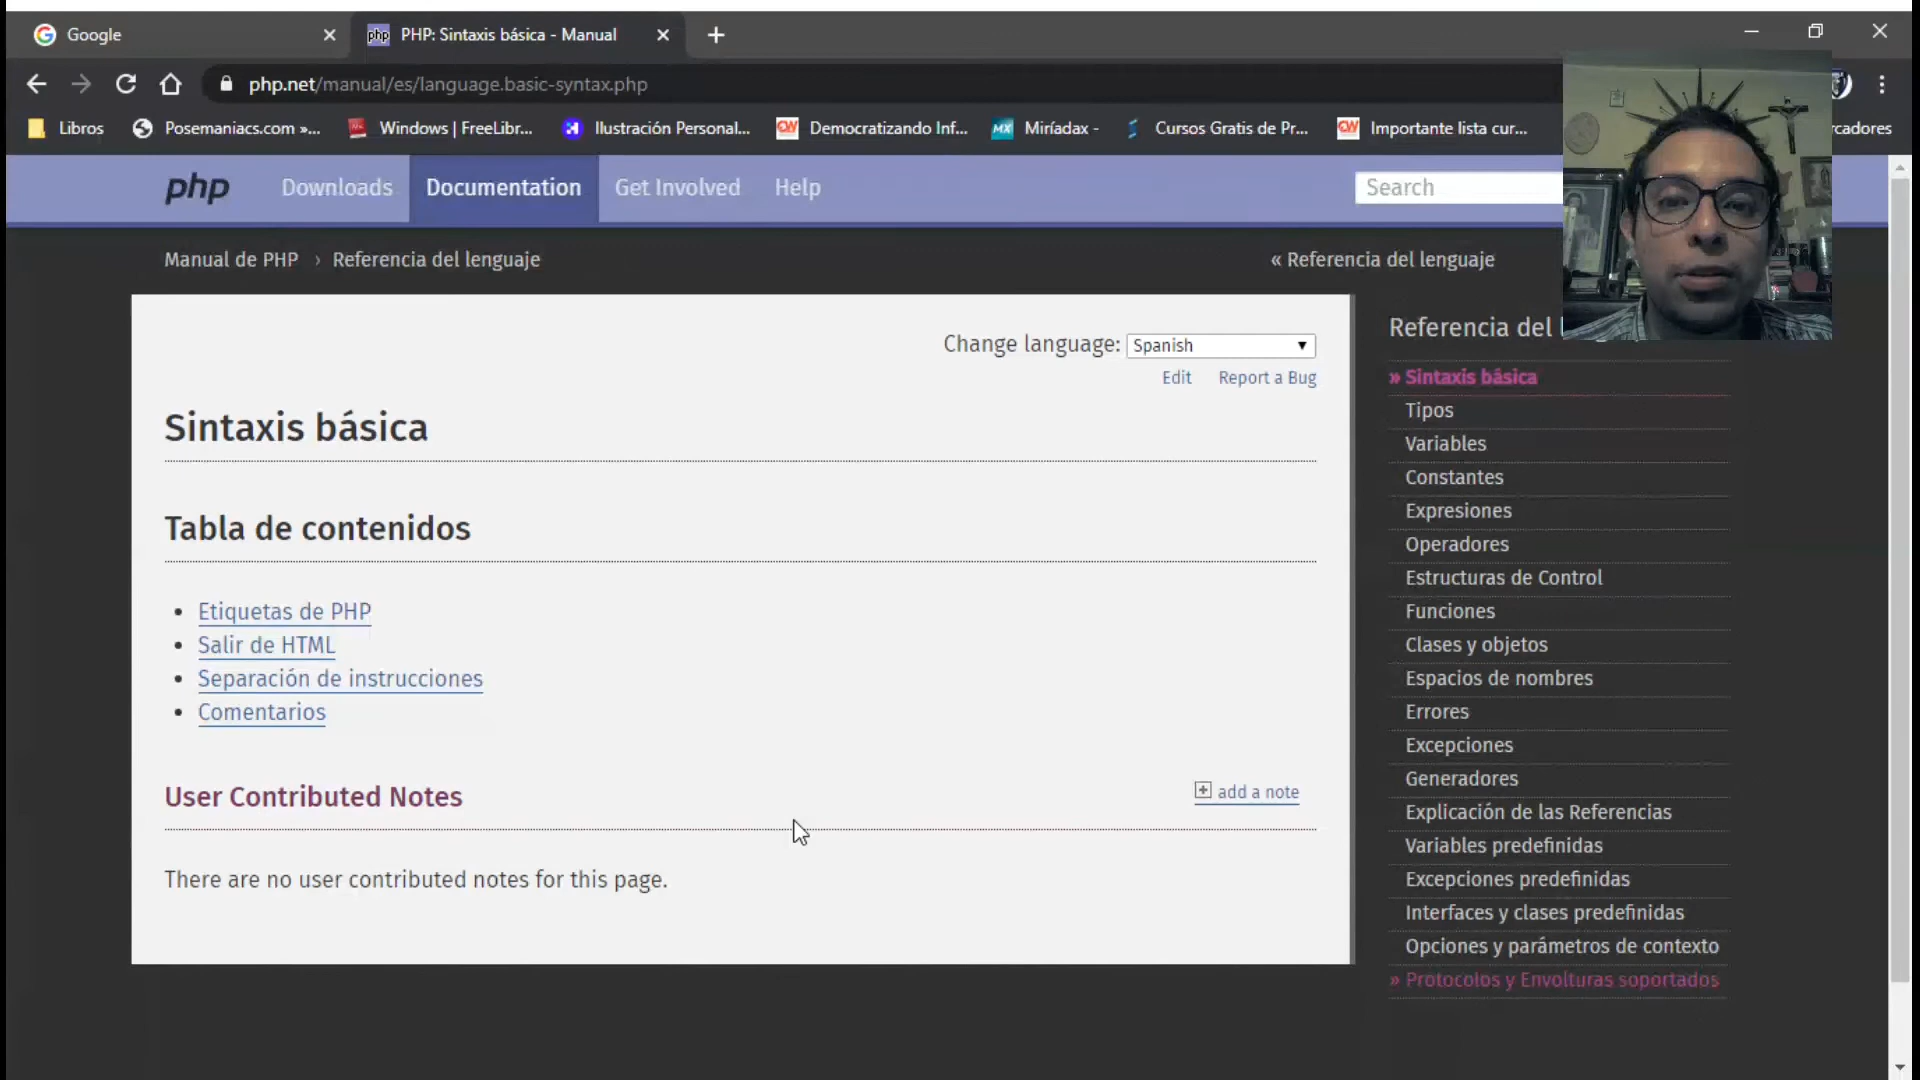 Google
PHP: Sintaxis básica - Manual
php.net/manual/es/language.basic-syntax.php
Libros
Posemaniacs.com »...
Windows | FreeLibr...
Ilustración Personal...
Democratizando Inf...
Miríadax -
Cursos Gratis de Pr...
Importante lista cur...
rcadores
php
Downloads
Documentation
Get Involved
Help
Search
Manual de PHP › Referencia del lenguaje
« Referencia del lenguaje
Change language: Spanish
Edit
Report a Bug
Sintaxis básica
Tabla de contenidos
• Etiquetas de PHP
• Salir de HTML
• Separación de instrucciones
• Comentarios
User Contributed Notes
add a note
There are no user contributed notes for this page.
Referencia del
» Sintaxis básica
Tipos
Variables
Constantes
Expresiones
Operadores
Estructuras de Control
Funciones
Clases y objetos
Espacios de nombres
Errores
Excepciones
Generadores
Explicación de las Referencias
Variables predefinidas
Excepciones predefinidas
Interfaces y clases predefinidas
Opciones y parámetros de contexto
» Protocolos y Envolturas soportados